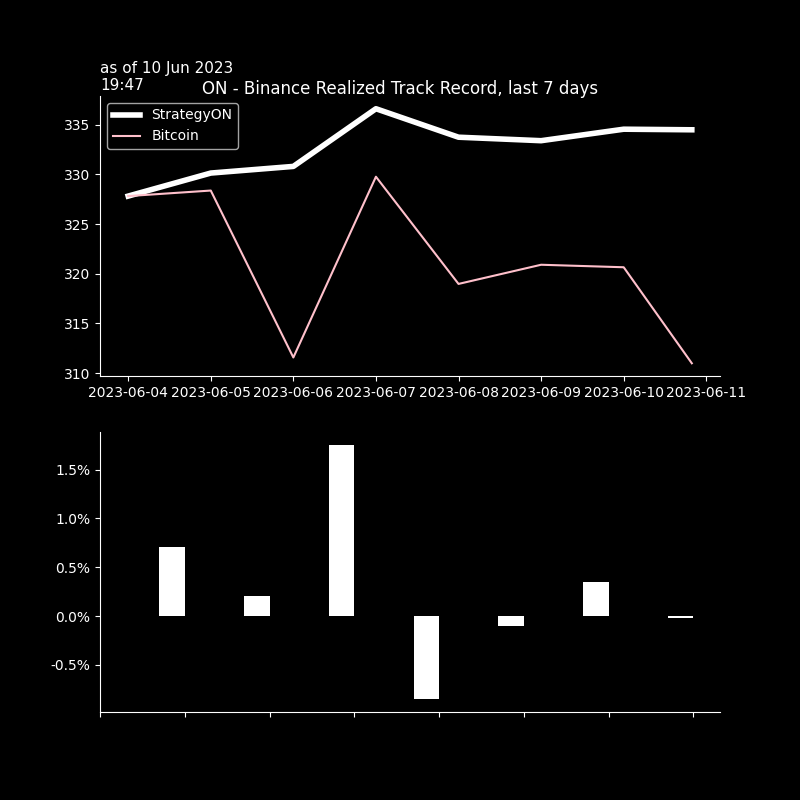 as of 10 Jun 2023
19:47
ON - Binance Realized Track Record, last 7 days
StrategyON
Bitcoin
335
330
325
320
315
310
2023-06-04 2023-06-05 2023-06-06 2023-06-07 2023-06-08 2023-06-09 2023-06-10 2023-06-11
1.5%
1.0%
0.5%
0.0%
-0.5%